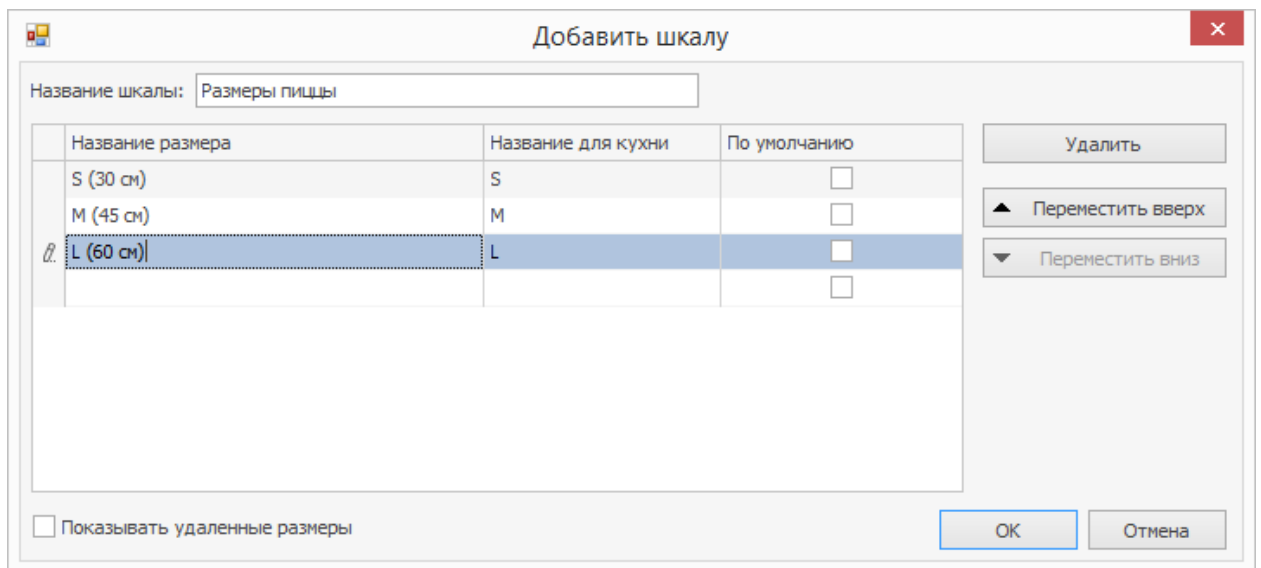 Добавить шкалу
Название шкалы: Размеры пиццы
Название размера Название для кухни По умолчанию
Удалить
S (30 см) S
M (45 см) M
Переместить вверх
L (60 см) L
Переместить вниз
Показывать удаленные размеры
OK Отмена